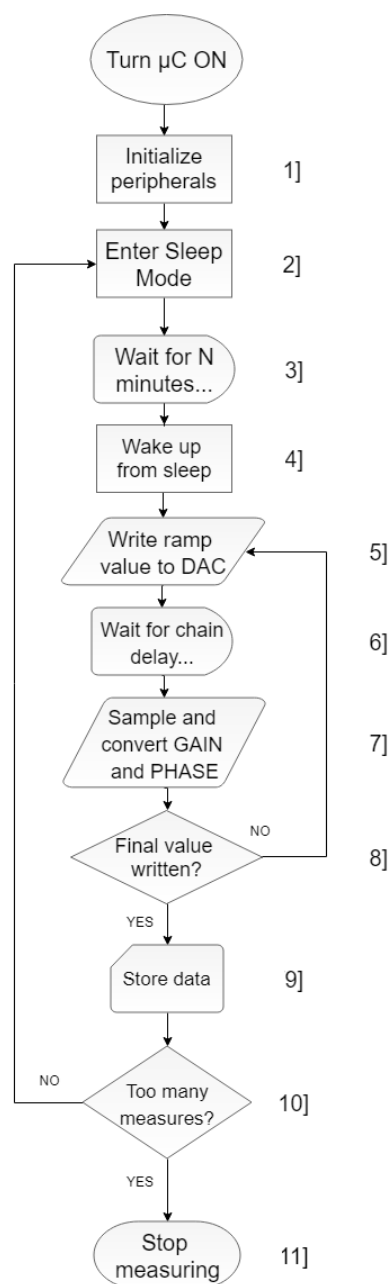 Turn µC ON
Initialize
peripherals
1]
Enter Sleep
Mode
2]
Wait for N
minutes...
3]
Wake up
from sleep
4]
Write ramp
value to DAC
5]
Wait for chain
delay...
6]
Sample and
convert GAIN
and PHASE
7]
Final value
written?
NO
8]
YES
Store data
9]
NO
Too many
measures?
10]
YES
Stop
measuring
11]